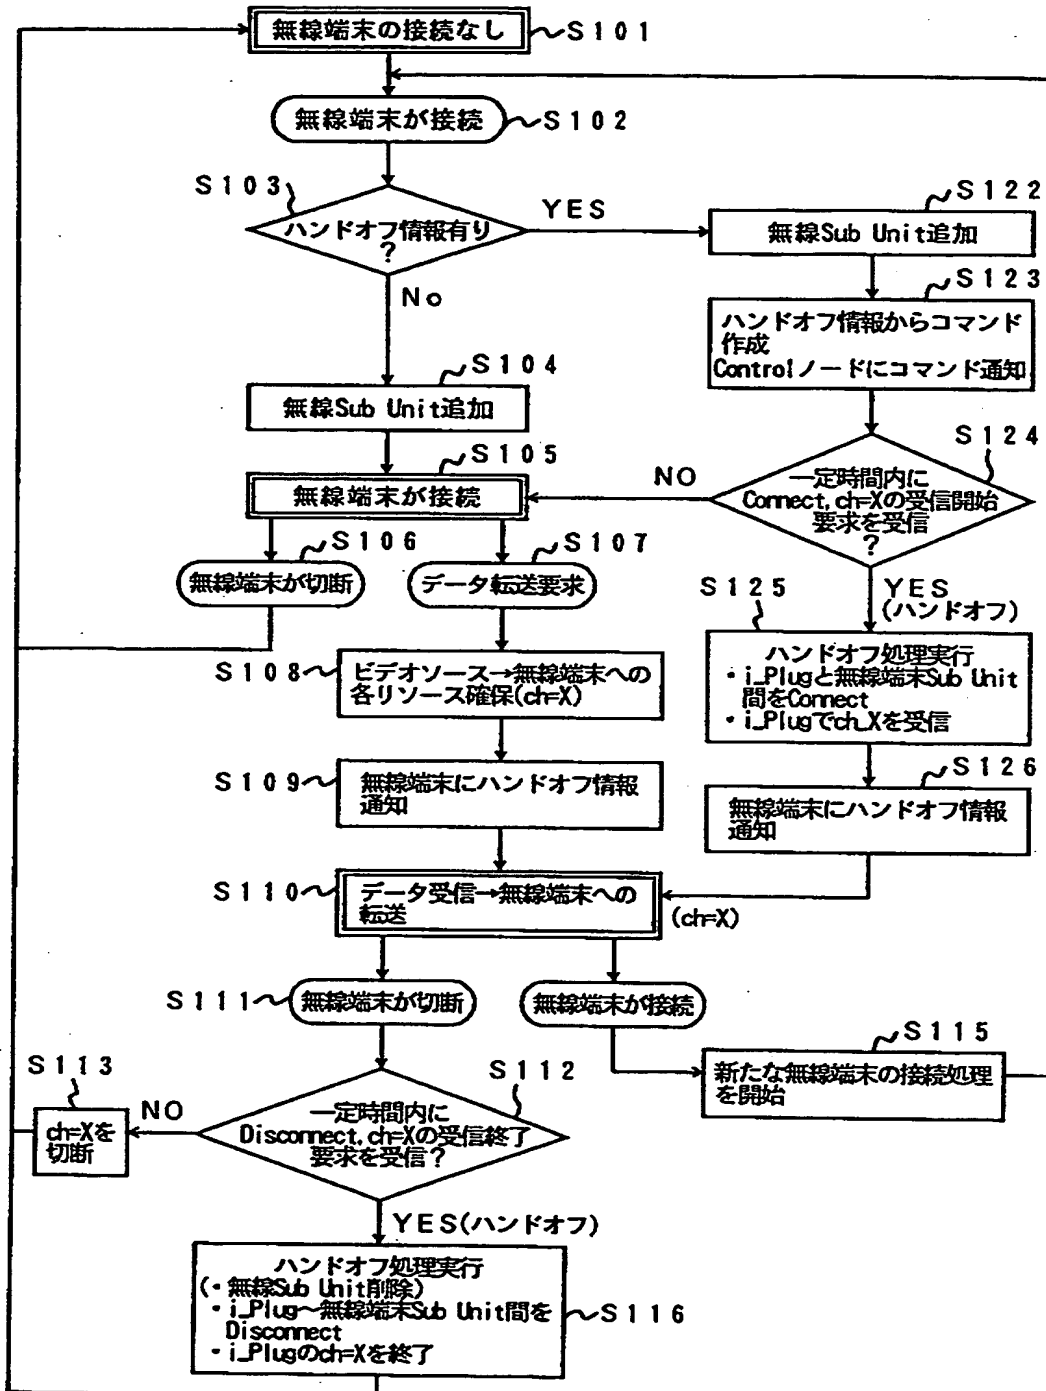 無線端末の接続なし
S101
無線端末が接続
S102
S103
ハンドオフ情報有り
?
YES
No
S122
無線Sub Unit追加
S123
ハンドオフ情報からコマンド
作成
Controlノードにコマンド通知
S104
無線Sub Unit追加
S105
無線端末が接続
S124
一定時間内に
Connect,ch=Xの受信開始
要求を受信
?
NO
YES
(ハンドオフ)
S106
無線端末が切断
S107
データ転送要求
S125
ハンドオフ処理実行
・i_Plugと無線端末Sub Unit
間をConnect
・i_Plugでch_Xを受信
S108
ビデオソース→無線端末への
各リソース確保(ch=X)
S109
無線端末にハンドオフ情報
通知
S126
無線端末にハンドオフ情報
通知
S110
データ受信→無線端末への
転送
(ch=X)
S111
無線端末が切断
無線端末が接続
S115
新たな無線端末の接続処理
を開始
S112
一定時間内に
Disconnect,ch=Xの受信終了
要求を受信?
NO
S113
ch=Xを
切断
YES(ハンドオフ)
ハンドオフ処理実行
(・無線Sub Unit削除)
・i_Plug~無線端末Sub Unit間を
Disconnect
・i_Plugのch=Xを終了
S116